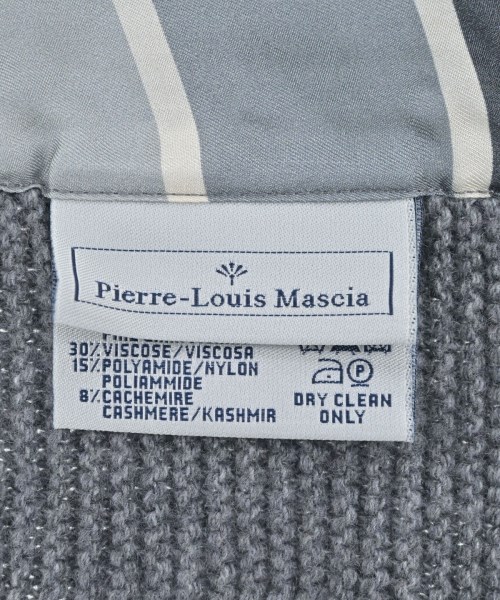 Pierre-Louis Mascia
30% VISCOSE/VISCOSA
15% POLYAMIDE/NYLON
POLIAMMIDE
8% CACHEMIRE
CASHMERE/KASHMIR
P
DRY CLEAN
ONLY